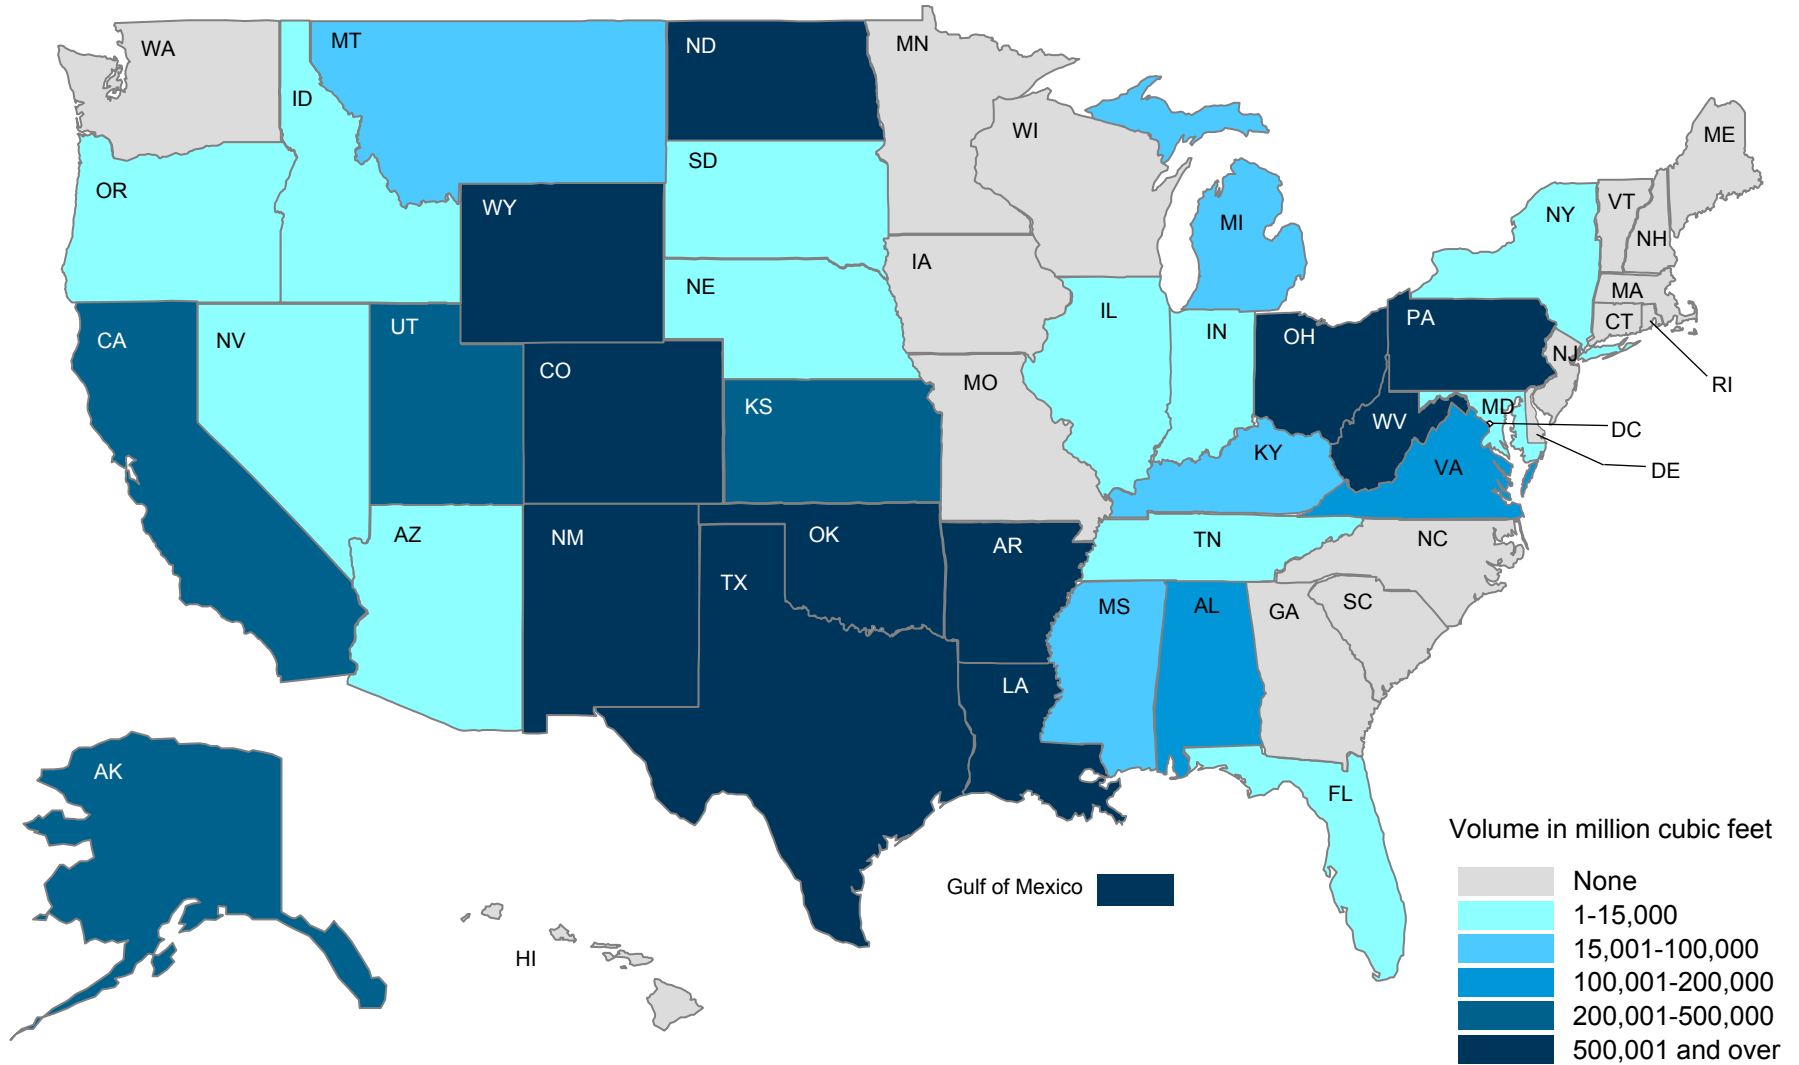 WA
MT
ND
MN
ID
OR
SD
WI
ME
WY
NE
IA
MI
NY
VT
NH
MA
CT
RI
CA
NV
UT
CO
KS
MO
IL
IN
OH
PA
NJ
MD
DC
DE
WV
VA
KY
AZ
NM
OK
TX
AR
TN
NC
MS
AL
GA
SC
LA
FL
AK
HI
Gulf of Mexico
Volume in million cubic feet
None
1-15,000
15,001-100,000
100,001-200,000
200,001-500,000
500,001 and over